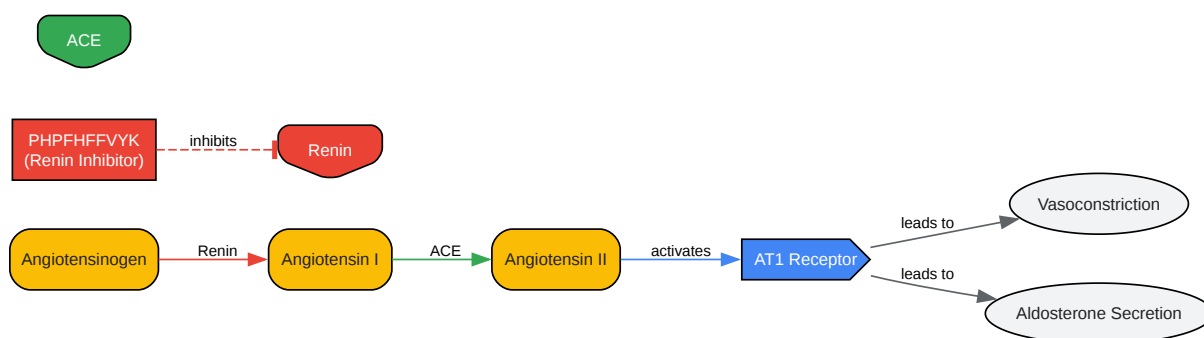 ACE
PHPFHFFVYK
(Renin Inhibitor)
inhibits
Renin
Angiotensinogen
Renin
Angiotensin I
ACE
Angiotensin II
activates
AT1 Receptor
leads to
Vasoconstriction
leads to
Aldosterone Secretion